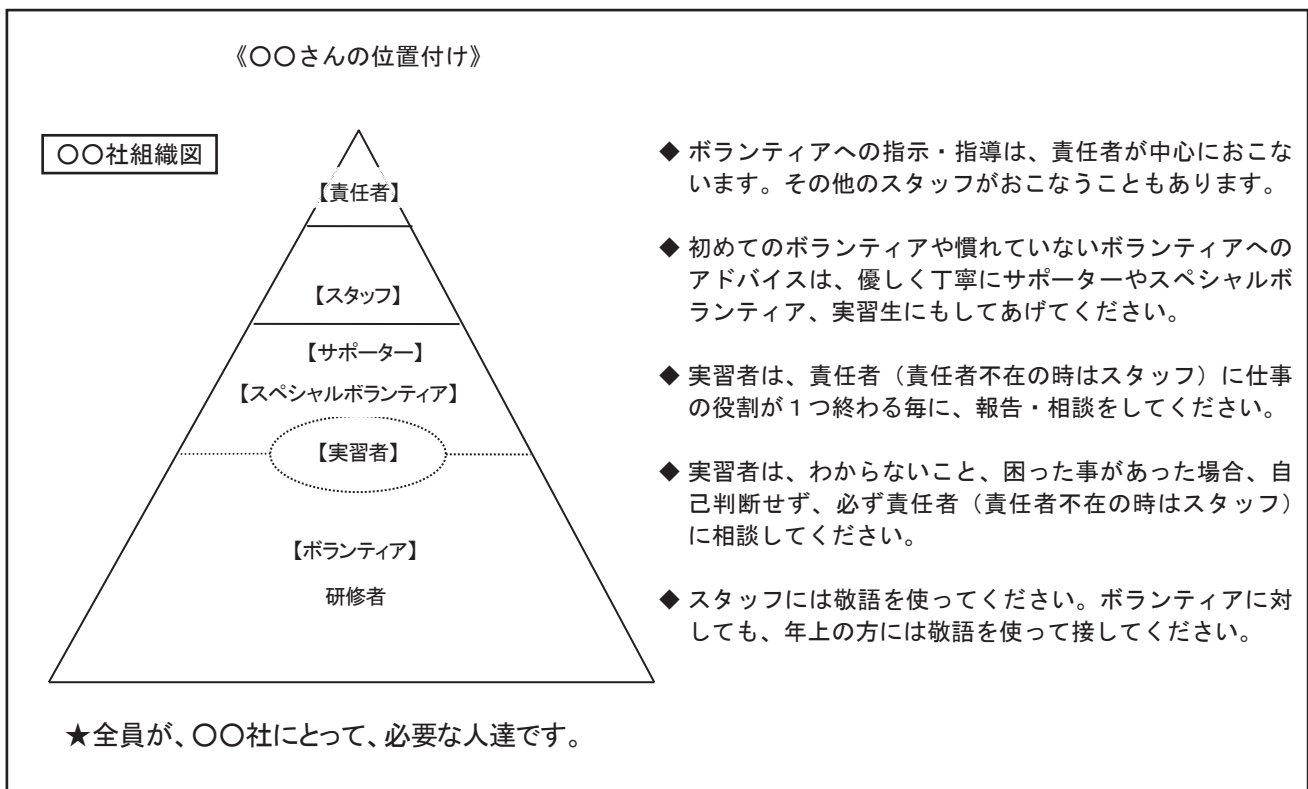 《〇〇さんの位置付け》
〇〇社組織図
【責任者】
【スタッフ】
【サポーター】
【スペシャルボランティア】
【実習者】
【ボランティア】
研修者
★全員が、〇〇社にとって、必要な人達です。
◆ ボランティアへの指示・指導は、責任者が中心におこな
います。その他のスタッフがおこなうこともあります。
◆ 初めてのボランティアや慣れていないボランティアへの
アドバイスは、優しく丁寧にサポーターやスペシャルボ
ランティア、実習生にもしてあげてください。
◆ 実習者は、責任者（責任者不在の時はスタッフ）に仕事
の役割が１つ終わる毎に、報告・相談をしてください。
◆ 実習者は、わからないこと、困った事があった場合、自
己判断せず、必ず責任者（責任者不在の時はスタッフ）
に相談してください。
◆ スタッフには敬語を使ってください。ボランティアに対
しても、年上の方には敬語を使って接してください。